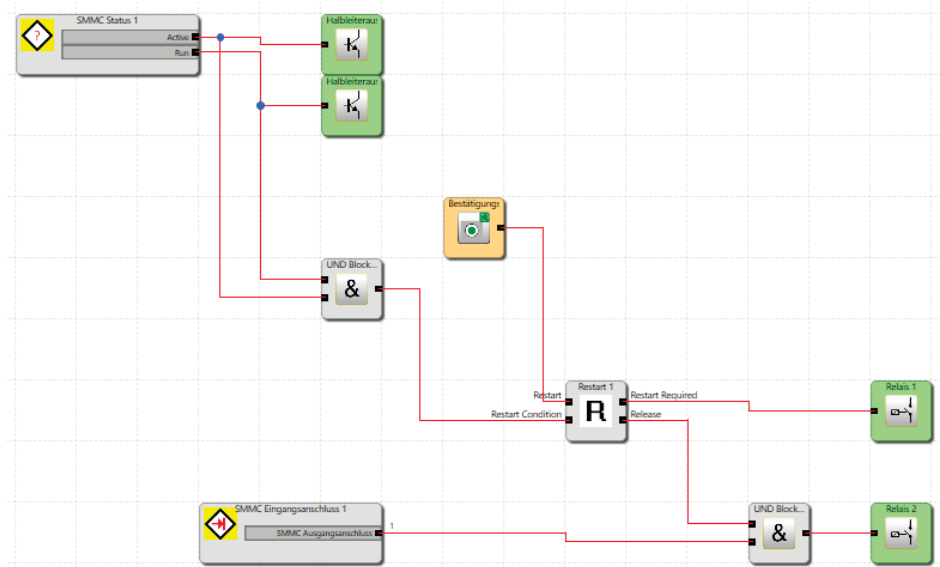 SMMC Status 1
Active
Run
?
Halbleiteraus
Halbleiteraus
Bestätigungs
UND Block...
&
Restart 1
Restart
Restart Condition
R
Restart Required
Release
Relais 1
SMMC Eingangsanschluss 1
SMMC Ausgangsanschluss
1
UND Block...
&
Relais 2